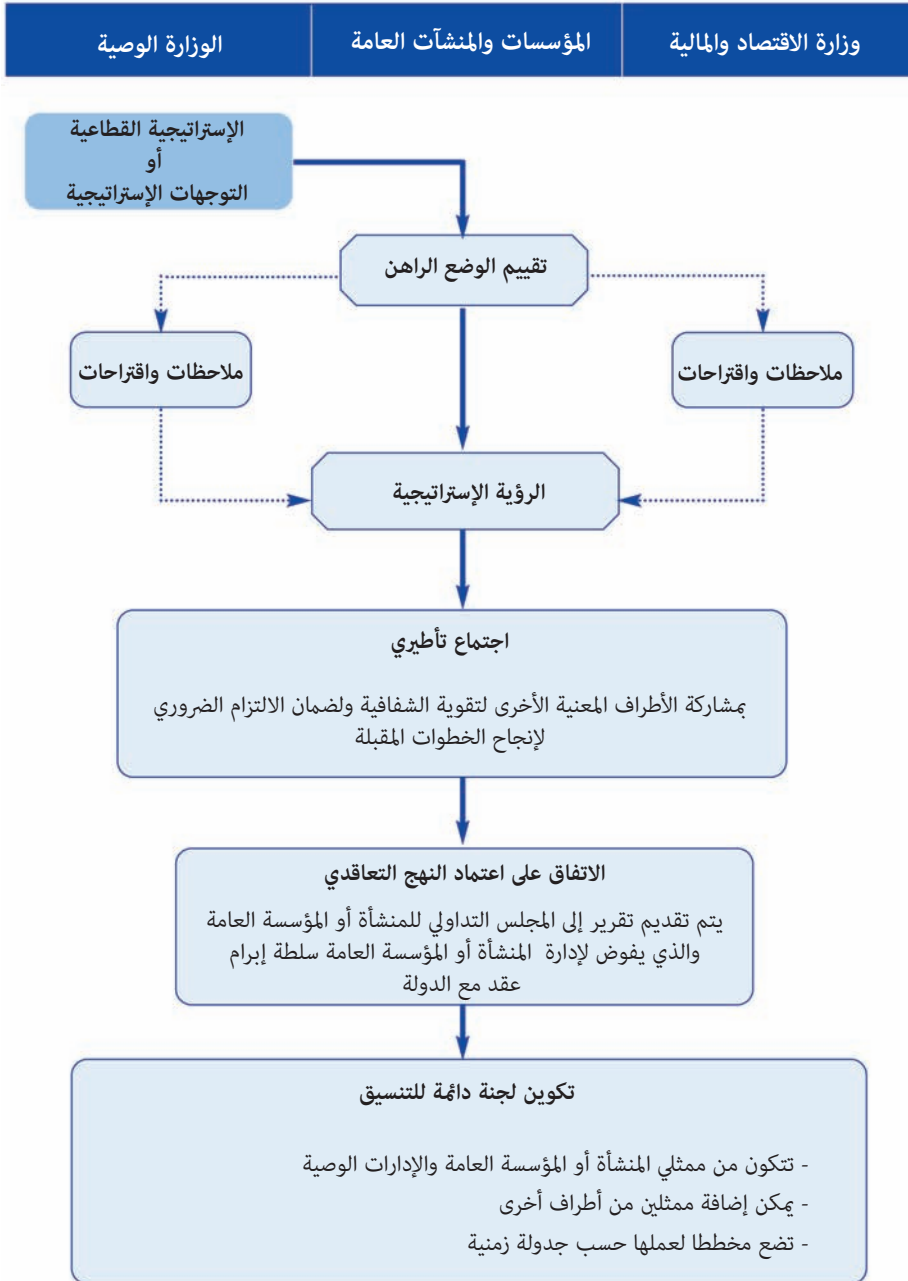 وزارة الاقتصاد والمالية
المؤسسات والمنشآت العامة
الوزارة الوصية
الإستراتيجية القطاعية
أو
التوجهات الإستراتيجية
تقييم الوضع الراهن
ملاحظات واقتراحات
ملاحظات واقتراحات
الرؤية الإستراتيجية
اجتماع تأطيري
بمشاركة الأطراف المعنية الأخرى لتقوية الشفافية ولضمان الالتزام الضروري
لإنجاح الخطوات المقبلة
الاتفاق على اعتماد النهج التعاقدي
يتم تقديم تقرير إلى المجلس التداولي للمنشأة أو المؤسسة العامة
والذي يفوض لإدارة المنشأة أو المؤسسة العامة سلطة إبرام
عقد مع الدولة
تكوين لجنة دائمة للتنسيق
- تتكون من ممثلي المنشأة أو المؤسسة العامة والإدارات الوصية
- يمكن إضافة ممثلين من أطراف أخرى
- تضع مخططا لعملها حسب جدولة زمنية